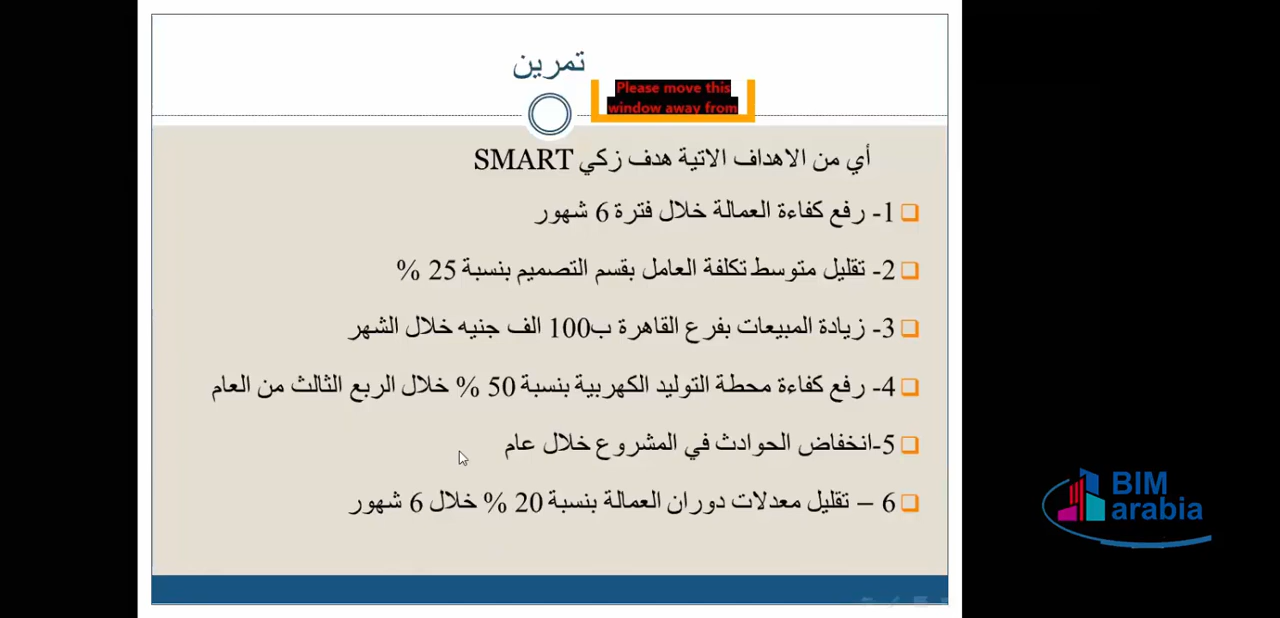 تمرين
Please move this
window away from
أي من الاهداف الاتية هدف زكي SMART
1- رفع كفاءة العمالة خلال فترة 6 شهور
2- تقليل متوسط تكلفة العامل بقسم التصميم بنسبة 25 %
3- زيادة المبيعات بفرع القاهرة ب100 الف جنيه خلال الشهر
4- رفع كفاءة محطة التوليد الكهربية بنسبة 50 % خلال الربع الثالث من العام
5-انخفاض الحوادث في المشروع خلال عام
6 – تقليل معدلات دوران العمالة بنسبة 20 % خلال 6 شهور
BIM
arabia